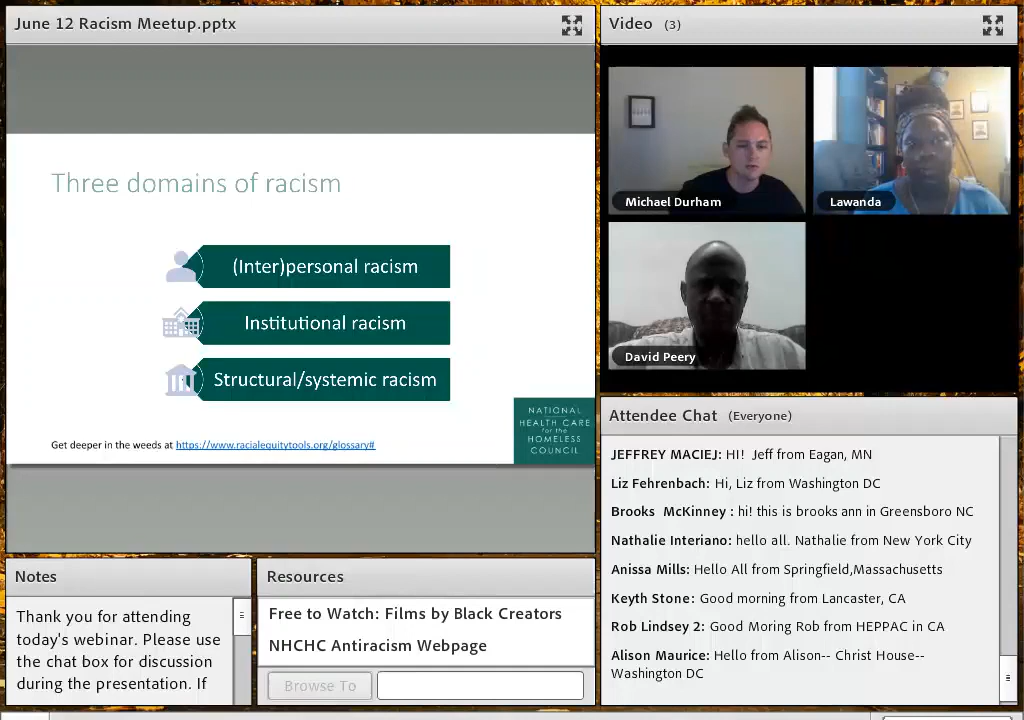 June 12 Racism Meetup.pptx
Three domains of racism
(Inter)personal racism
Institutional racism
Structural/systemic racism
Get deeper in the weeds at https://www.racialequitytools.org/glossary#
NATIONAL
HEALTH CARE
for the
HOMELESS
COUNCIL
Video (3)
Michael Durham
Lawanda
David Peery
Attendee Chat (Everyone)
JEFFREY MACIEJ: HI! Jeff from Eagan, MN
Liz Fehrenbach: Hi, Liz from Washington DC
Brooks McKinney : hi! this is brooks ann in Greensboro NC
Nathalie Interiano: hello all. Nathalie from New York City
Anissa Mills: Hello All from Springfield,Massachusetts
Keyth Stone: Good morning from Lancaster, CA
Rob Lindsey 2: Good Moring Rob from HEPPAC in CA
Alison Maurice: Hello from Alison-- Christ House--
Washington DC
Notes
Thank you for attending
today's webinar. Please use
the chat box for discussion
during the presentation. If
Resources
Free to Watch: Films by Black Creators
NHCHC Antiracism Webpage
Browse To